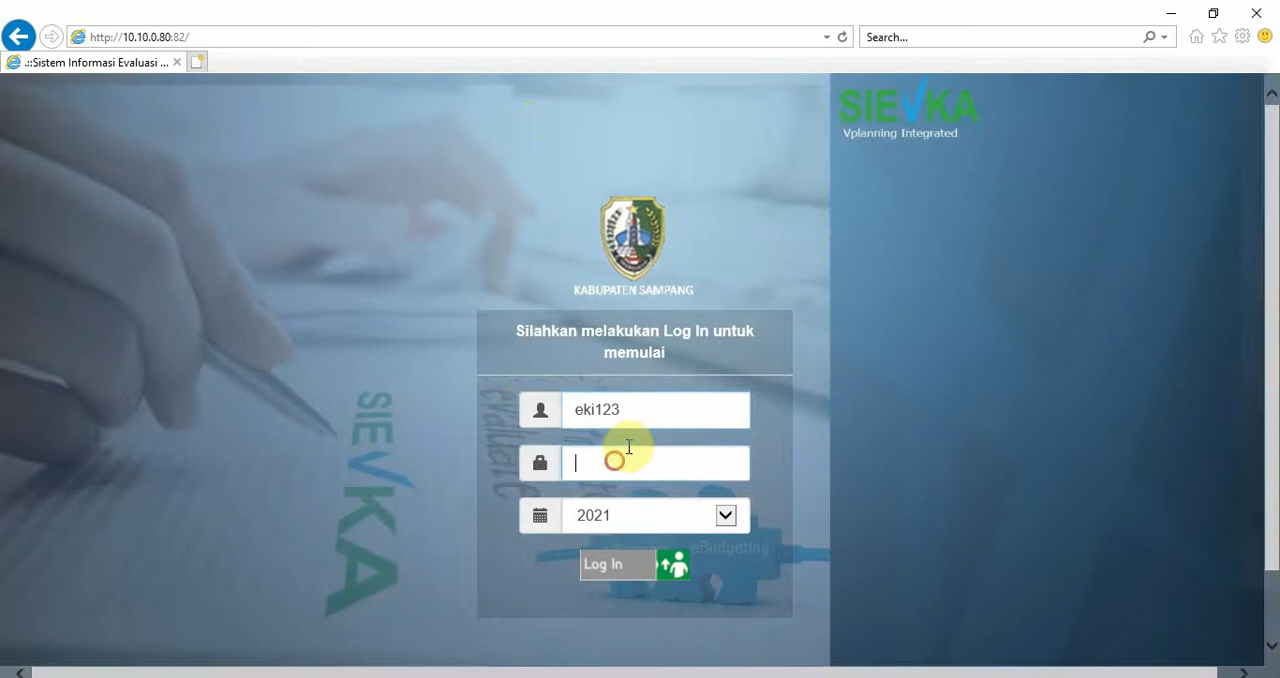 http://10.10.0.80:82/
Search...
.::Sistem Informasi Evaluasi ...
SIEVKA
Vplanning Integrated
KABUPATEN SAMPANG
Silahkan melakukan Log In untuk
memulai
eki123
2021
Log In
eBudgeting
evaluate
SIEVKA